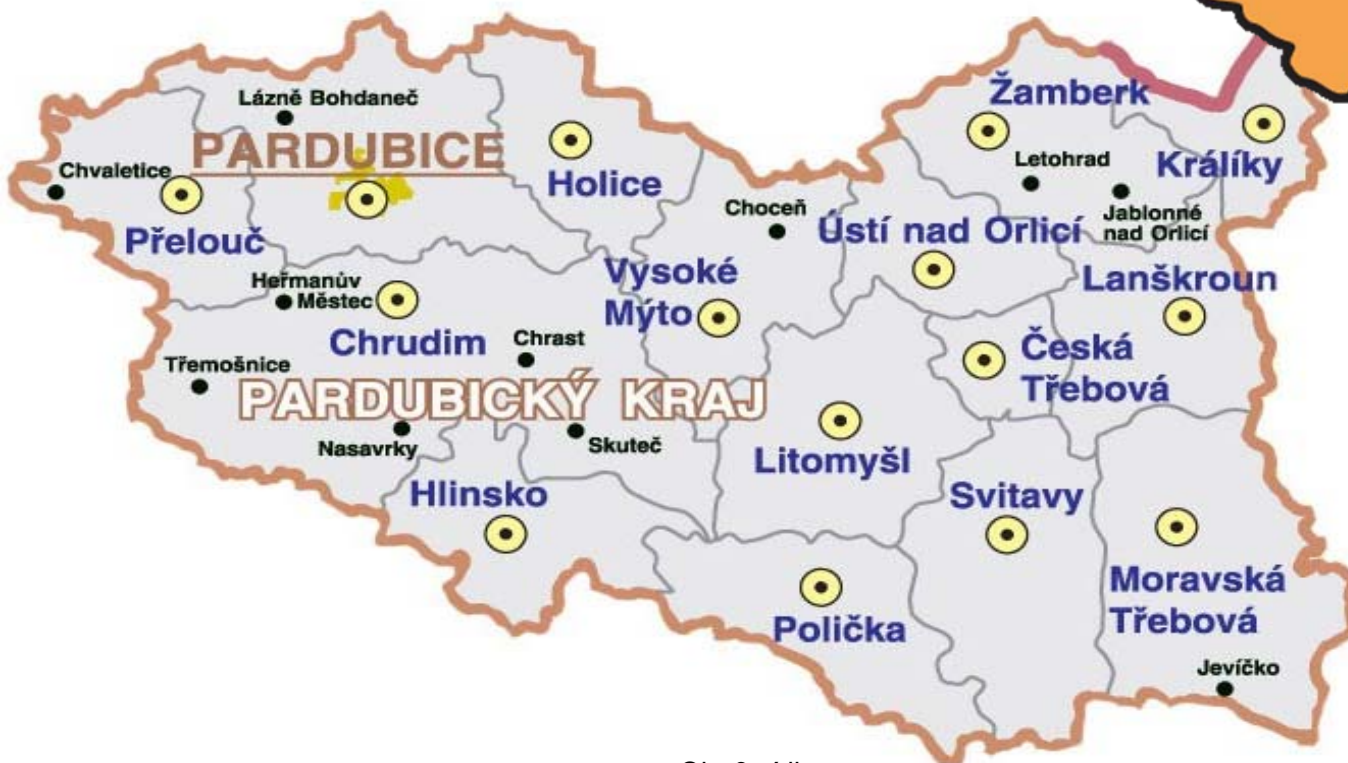 Lázně Bohdaneč
PARDUBICE
Chvaletice
Přelouč
Holice
Žamberk
Letohrad
Králíky
Jablonné
nad Orlicí
Choceň
Ústí nad Orlicí
Vysoké
Mýto
Lanškroun
Heřmanův
Městec
Chrudim
Chrast
Česká
Třebová
Třemošnice
PARDUBICKÝ KRAJ
Nasavrky
Skuteč
Litomyšl
Hlinsko
Svitavy
Moravská
Třebová
Polička
Jevíčko